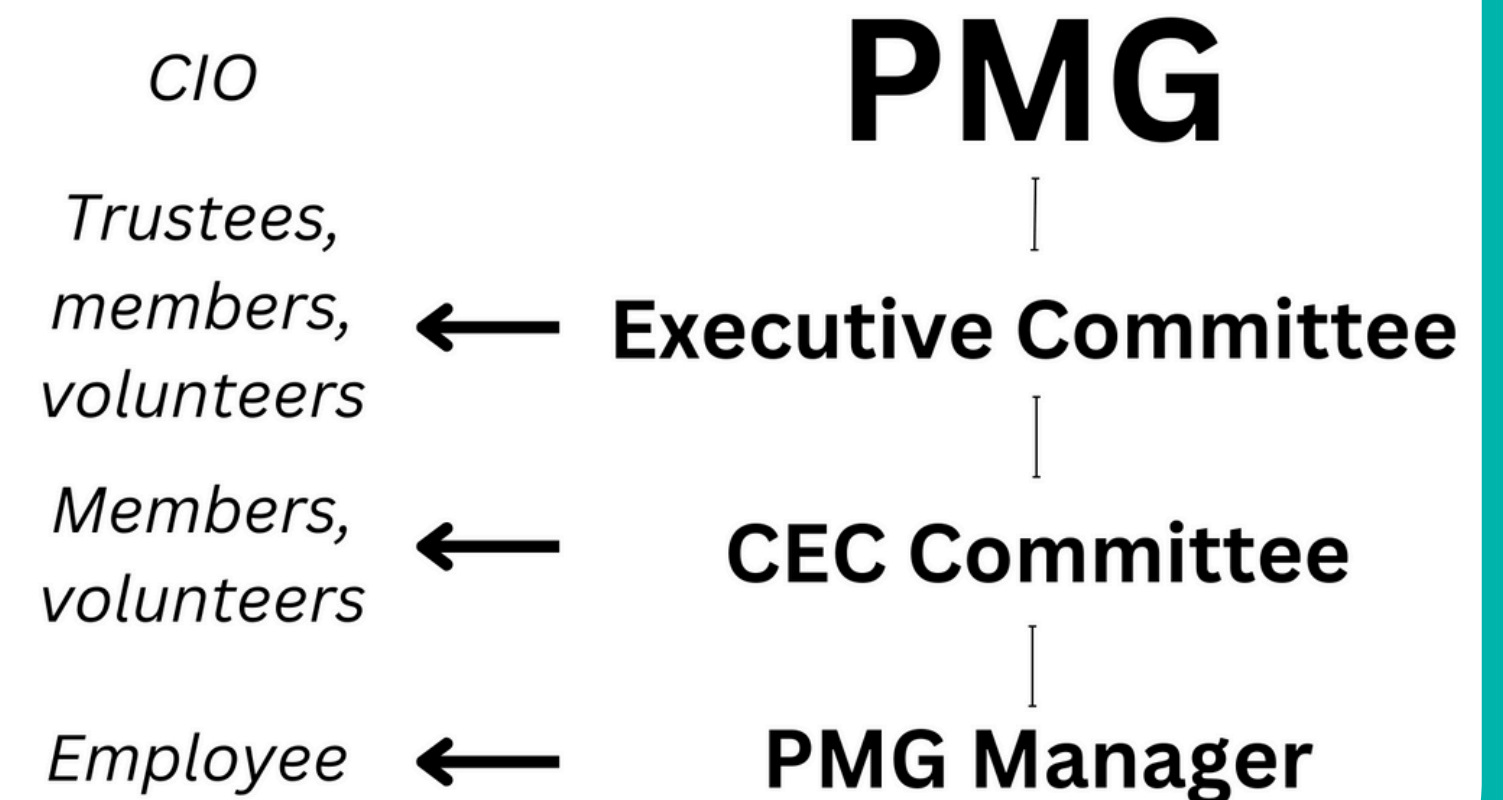 CIO
PMG
Trustees,
members,
volunteers
Executive Committee
Members,
volunteers
CEC Committee
Employee
PMG Manager